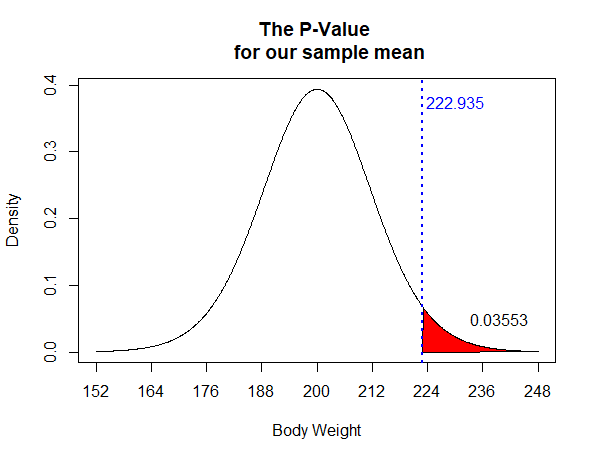 The P-Value
for our sample mean
222.935
0.03553
Density
0.0
0.1
0.2
0.3
0.4
152 164 176 188 200 212 224 236 248
Body Weight